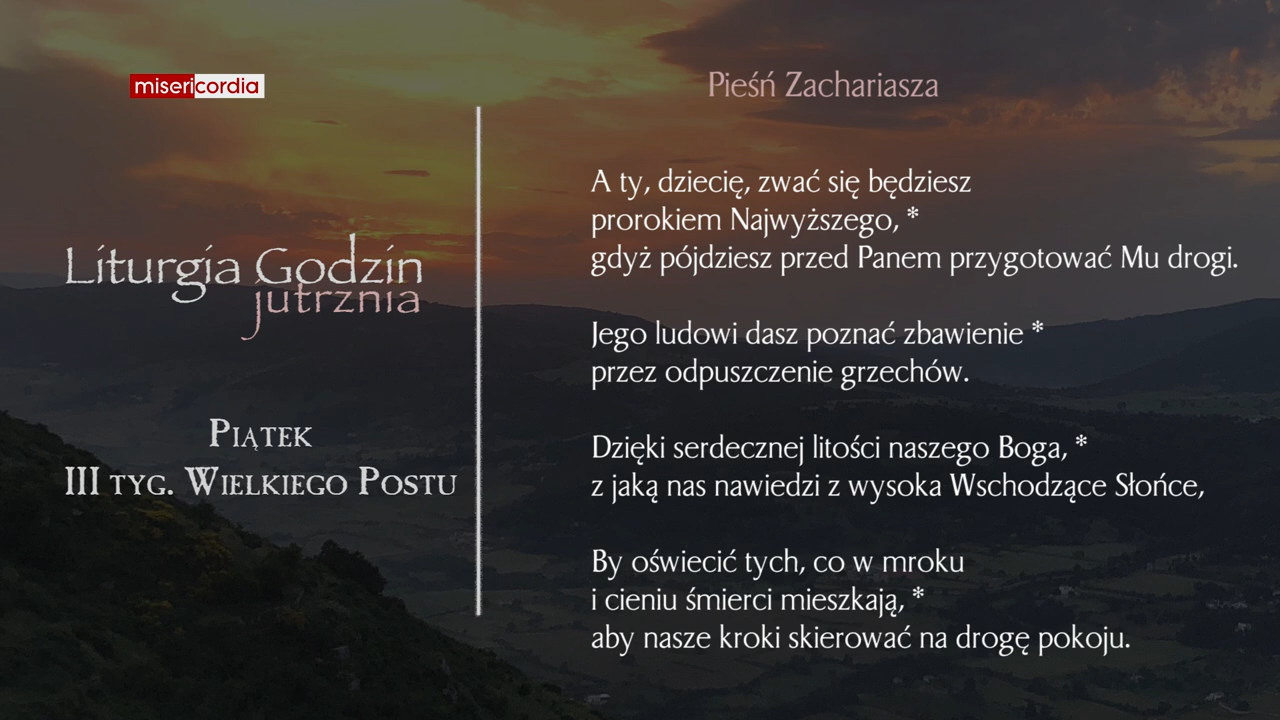 misericordia
Liturgia Godzin
jutrznia
Piątek
III tyg. Wielkiego Postu
Pieśń Zachariasza
A ty, dziecię, zwać się będziesz
prorokiem Najwyższego, *
gdyż pójdziesz przed Panem przygotować Mu drogi.
Jego ludowi dasz poznać zbawienie *
przez odpuszczenie grzechów.
Dzięki serdecznej litości naszego Boga, *
z jaką nas nawiedzi z wysoka Wschodzące Słońce,
By oświecić tych, co w mroku
i cieniu śmierci mieszkają, *
aby nasze kroki skierować na drogę pokoju.